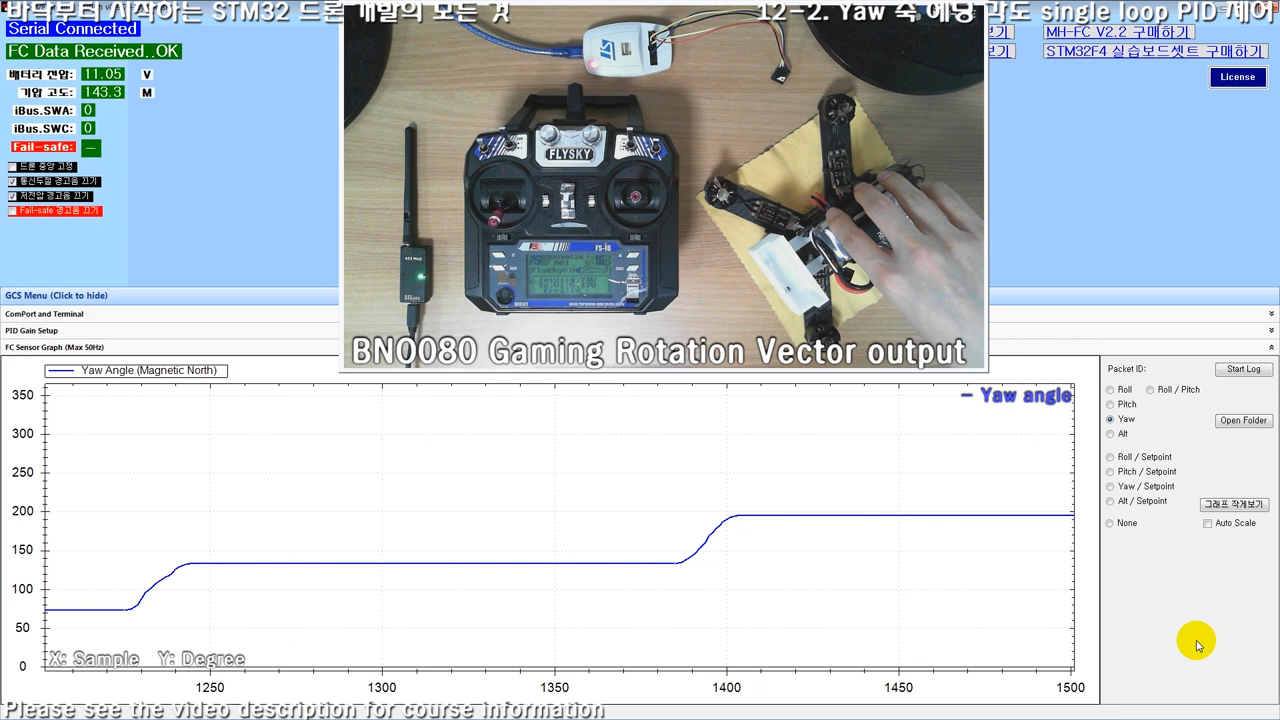 바닥부터 시작하는 STM32 드론 개발의 모든 것
12-2. Yaw 축 헤딩 각도 single loop PID 제어
Serial Connected
FC Data Received..OK
배터리 전압: 11.05 V
기압 고도: 143.3 M
iBus.SWA: 0
iBus.SWC: 0
Fail-safe: —
드론 중앙 고정
통신두절 경고음 끄기
저전압 경고음 끄기
Fail-safe 경고음 끄기
MH-FC V2.2 구매하기
STM32F4 실습보드셋트 구매하기
License
FLYSKY
FS-i6
BNO080 Gaming Rotation Vector output
GCS Menu (Click to hide)
ComPort and Terminal
PID Gain Setup
FC Sensor Graph (Max 50Hz)
Yaw Angle (Magnetic North)
– Yaw angle
350
300
250
200
150
100
50
0
X: Sample Y: Degree
1250 1300 1350 1400 1450 1500
Packet ID:
Start Log
Roll
Roll / Pitch
Pitch
Yaw
Open Folder
Alt
Roll / Setpoint
Pitch / Setpoint
Yaw / Setpoint
Alt / Setpoint
그래프 작게보기
None
Auto Scale
Please see the video description for course information